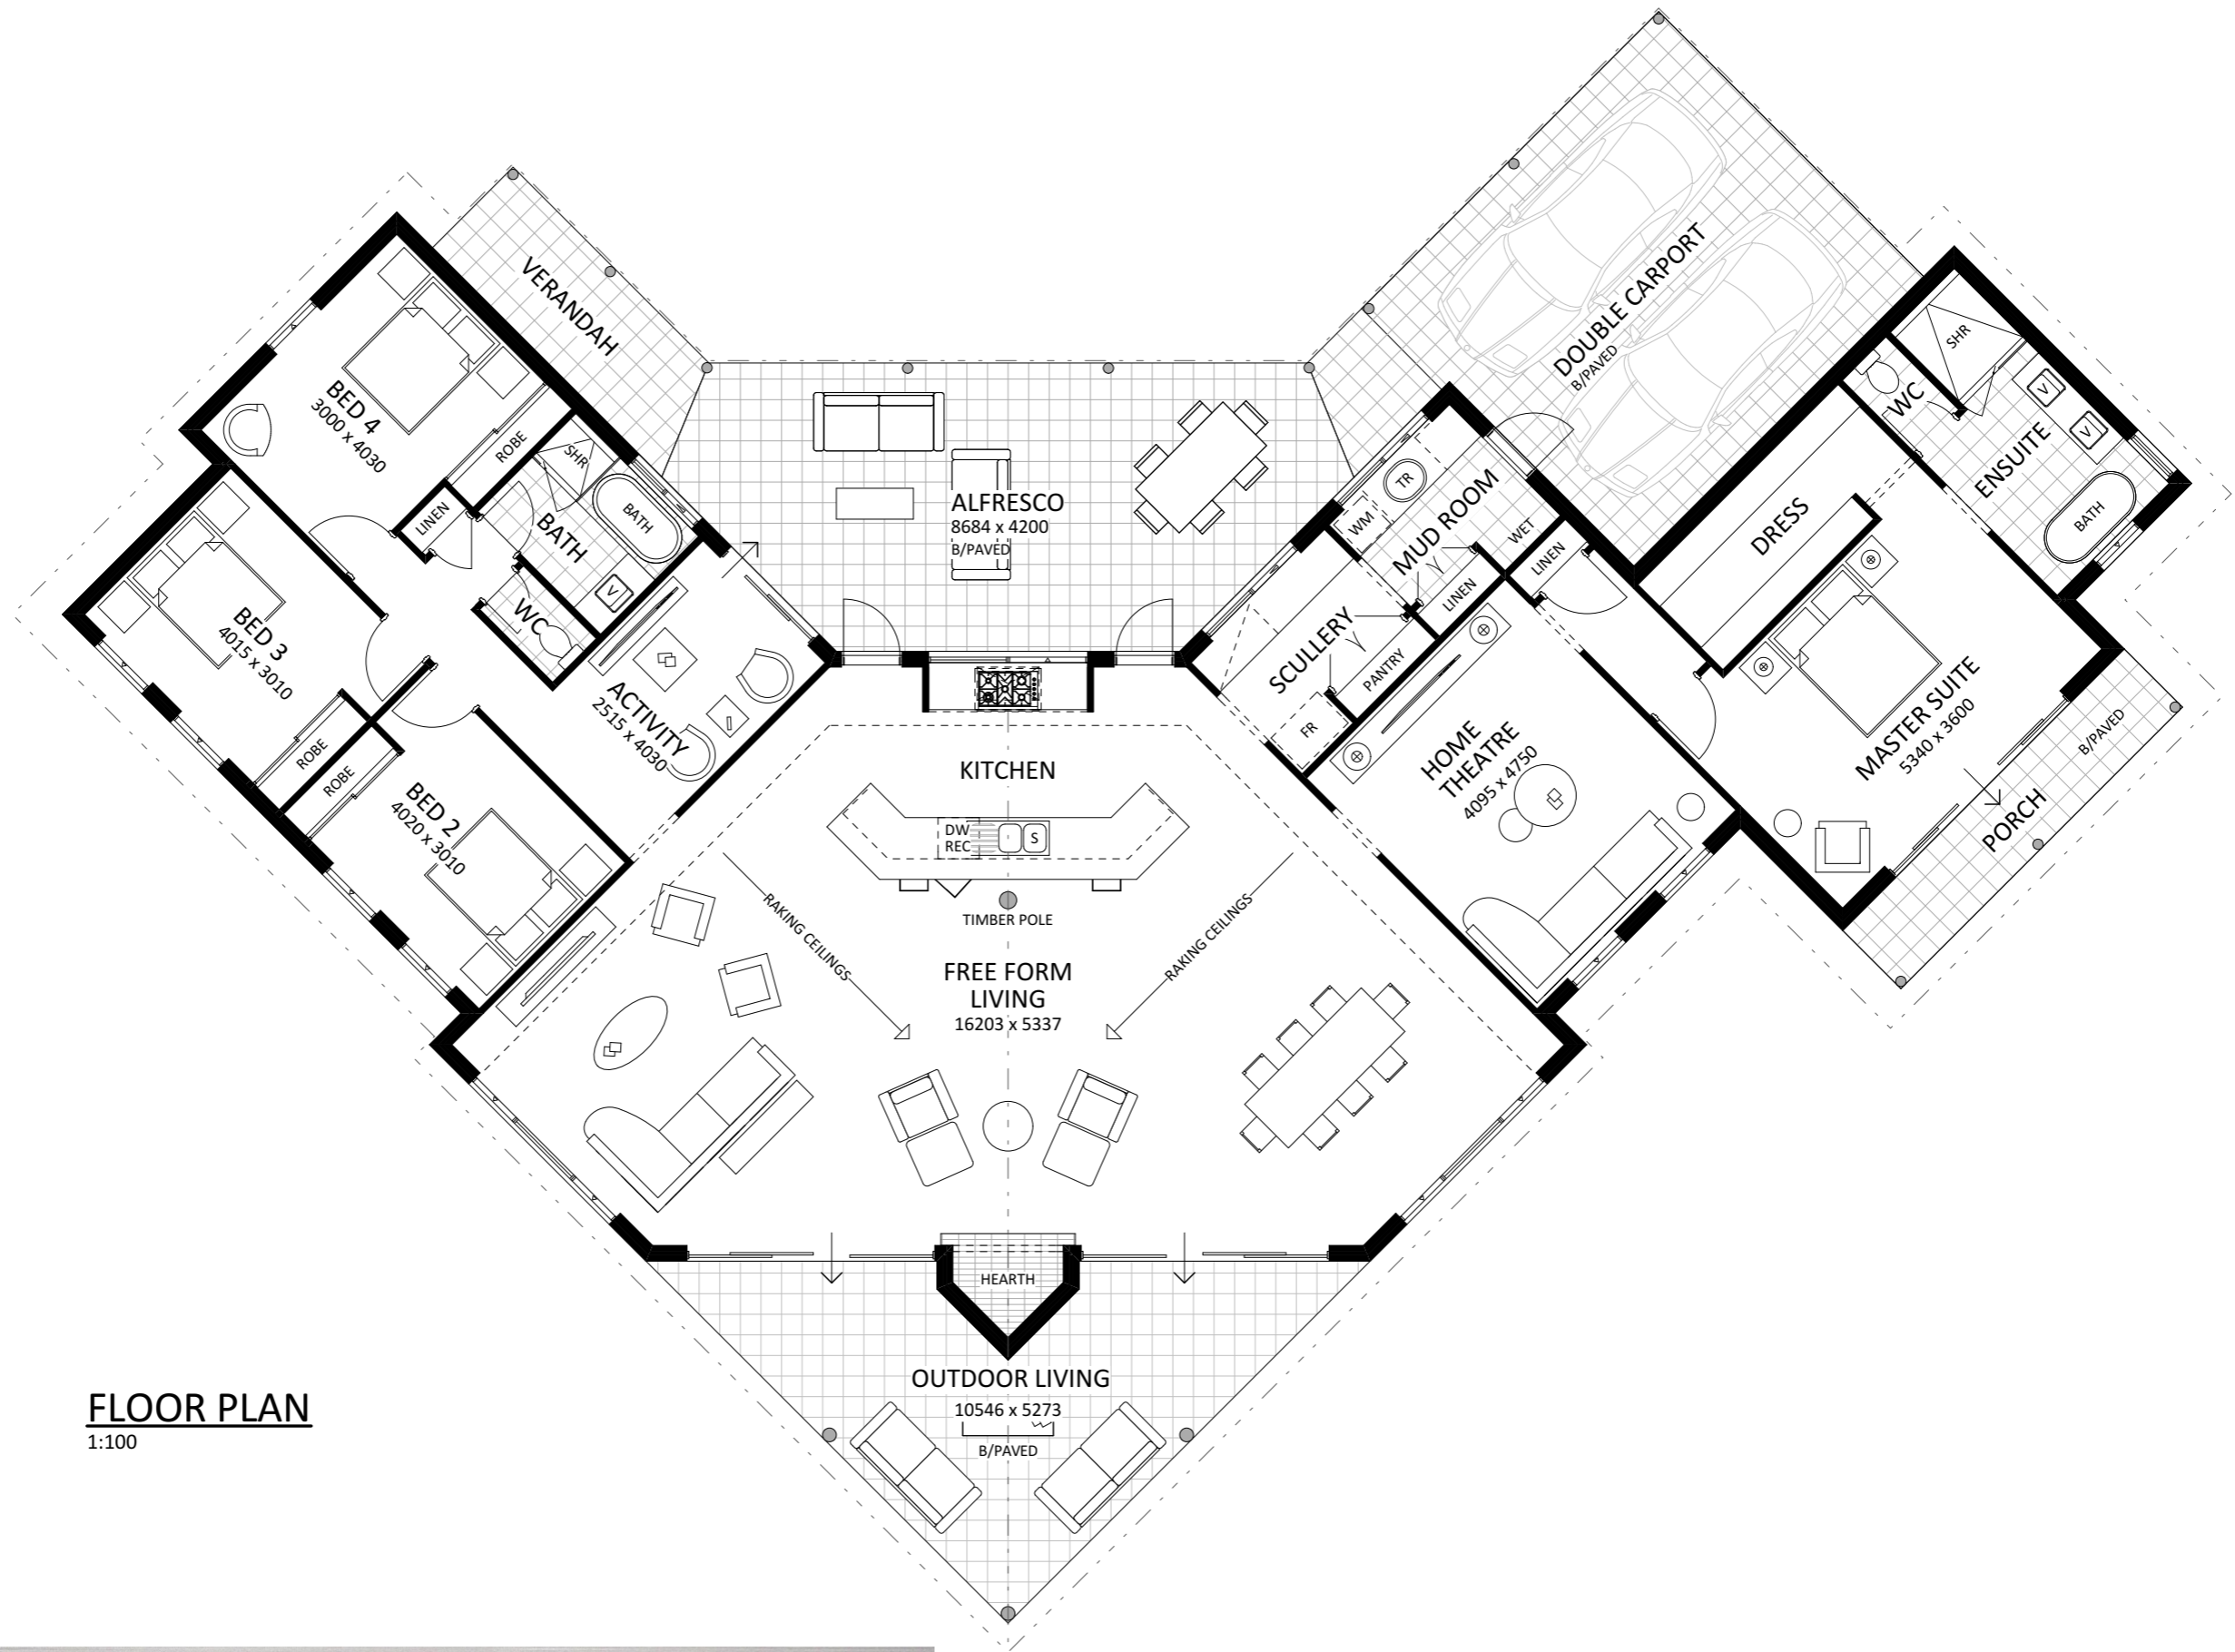 VERANDAH
BED 4
3000 x 4030
ROBE
SHR
BATH
LINEN
BATH
V
WC
BED 3
4015 x 3010
ROBE
ROBE
BED 2
4020 x 3010
ACTIVITY
2515 x 4030
ALFRESCO
8684 x 4200
B/PAVED
DOUBLE CARPORT
B/PAVED
TR
WM
MUD ROOM
WET
LINEN
LINEN
SCULLERY
PANTRY
FR
HOME
THEATRE
4095 x 4750
SHR
WC
V
V
ENSUITE
BATH
DRESS
MASTER SUITE
5340 x 3600
B/PAVED
PORCH
KITCHEN
DW
REC
S
TIMBER POLE
RAKING CEILINGS
RAKING CEILINGS
FREE FORM
LIVING
16203 x 5337
HEARTH
OUTDOOR LIVING
10546 x 5273
B/PAVED
FLOOR PLAN
1:100